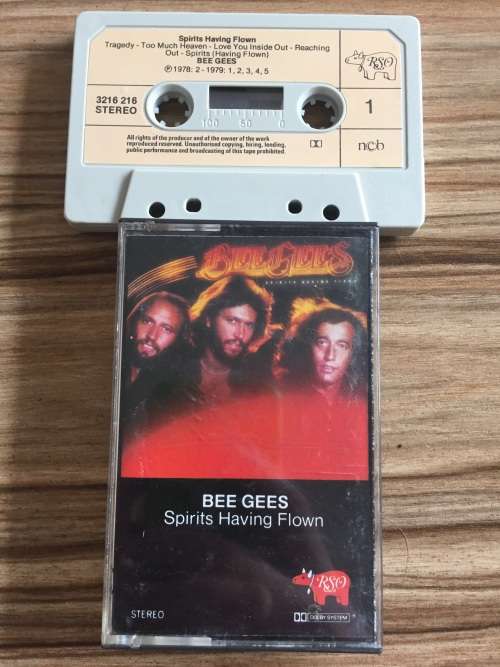 Spirits Having Flown
Tragedy - Too Much Heaven - Love You Inside Out - Reaching
Out - Spirits (Having Flown)
BEE GEES
℗ 1978: 2 - 1979: 1, 2, 3, 4, 5
RSO
3216 216
STEREO
100 50 0
1
All rights of the producer and of the owner of the work
reproduced reserved. Unauthorised copying, hiring, lending,
public performance and broadcasting of this tape prohibited.
n©b
BEE GEES
SPIRITS HAVING FLOWN
BEE GEES
Spirits Having Flown
RSO
STEREO
DOLBY SYSTEM